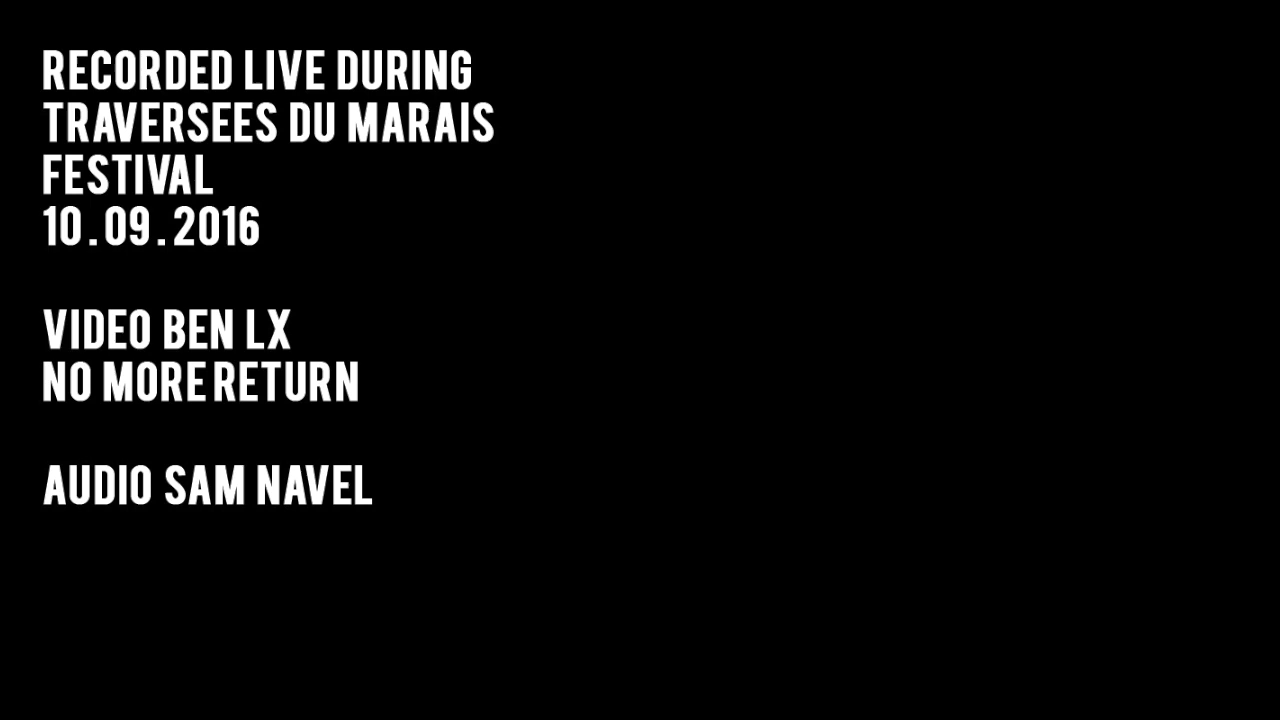 RECORDED LIVE DURING
TRAVERSEES DU MARAIS
FESTIVAL
10.09.2016
VIDEO BEN LX
NO MORE RETURN
AUDIO SAM NAVEL